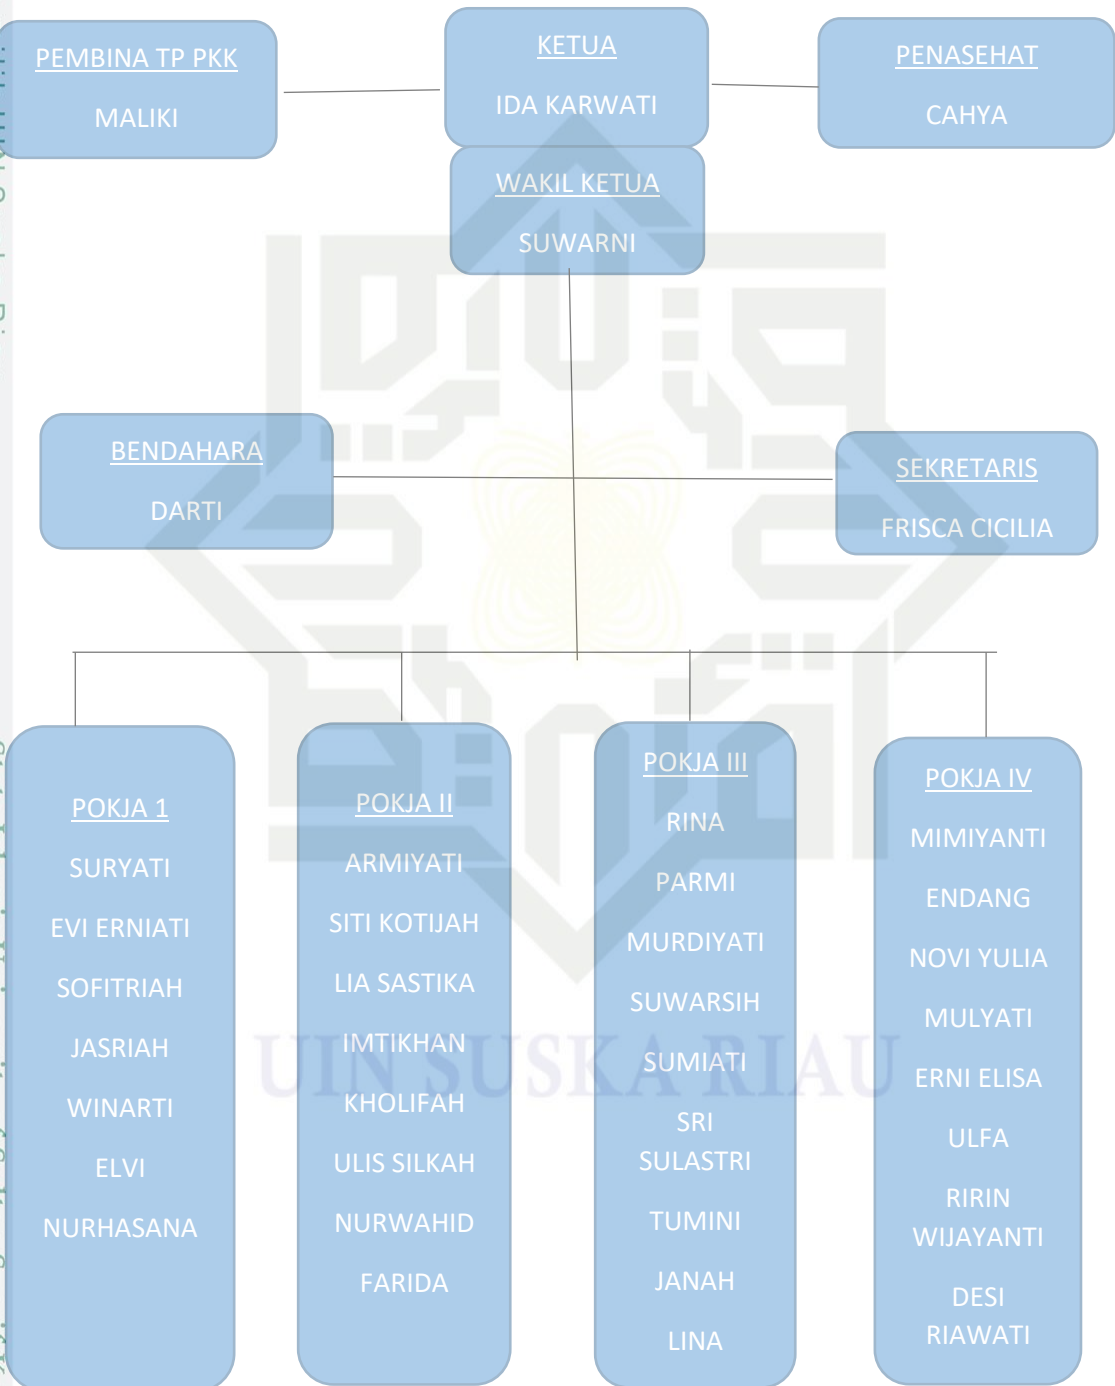 PEMBINA TP PKK
MALIKI
KETUA
IDA KARWATI
PENASEHAT
CAHYA
WAKIL KETUA
SUWARNI
BENDAHARA
DARTI
SEKRETARIS
FRISCA CICILIA
POKJA 1
SURYATI
EVI ERNIATI
SOFITRIAH
JASRIAH
WINARTI
ELVI
NURHASANA
POKJA II
ARMIYATI
SITI KOTIJAH
LIA SASTIKA
IMTIKHAN
KHOLIFAH
ULIS SILKAH
NURWAHID
FARIDA
POKJA III
RINA
PARMI
MURDIYATI
SUWARSIH
SUMIATI
SRI
SULASTRI
TUMINI
JANAH
LINA
POKJA IV
MIMIYANTI
ENDANG
NOVI YULIA
MULYATI
ERNI ELISA
ULFA
RIRIN
WIJAYANTI
DESI
RIAWATI
UIN SUSKA RIAU